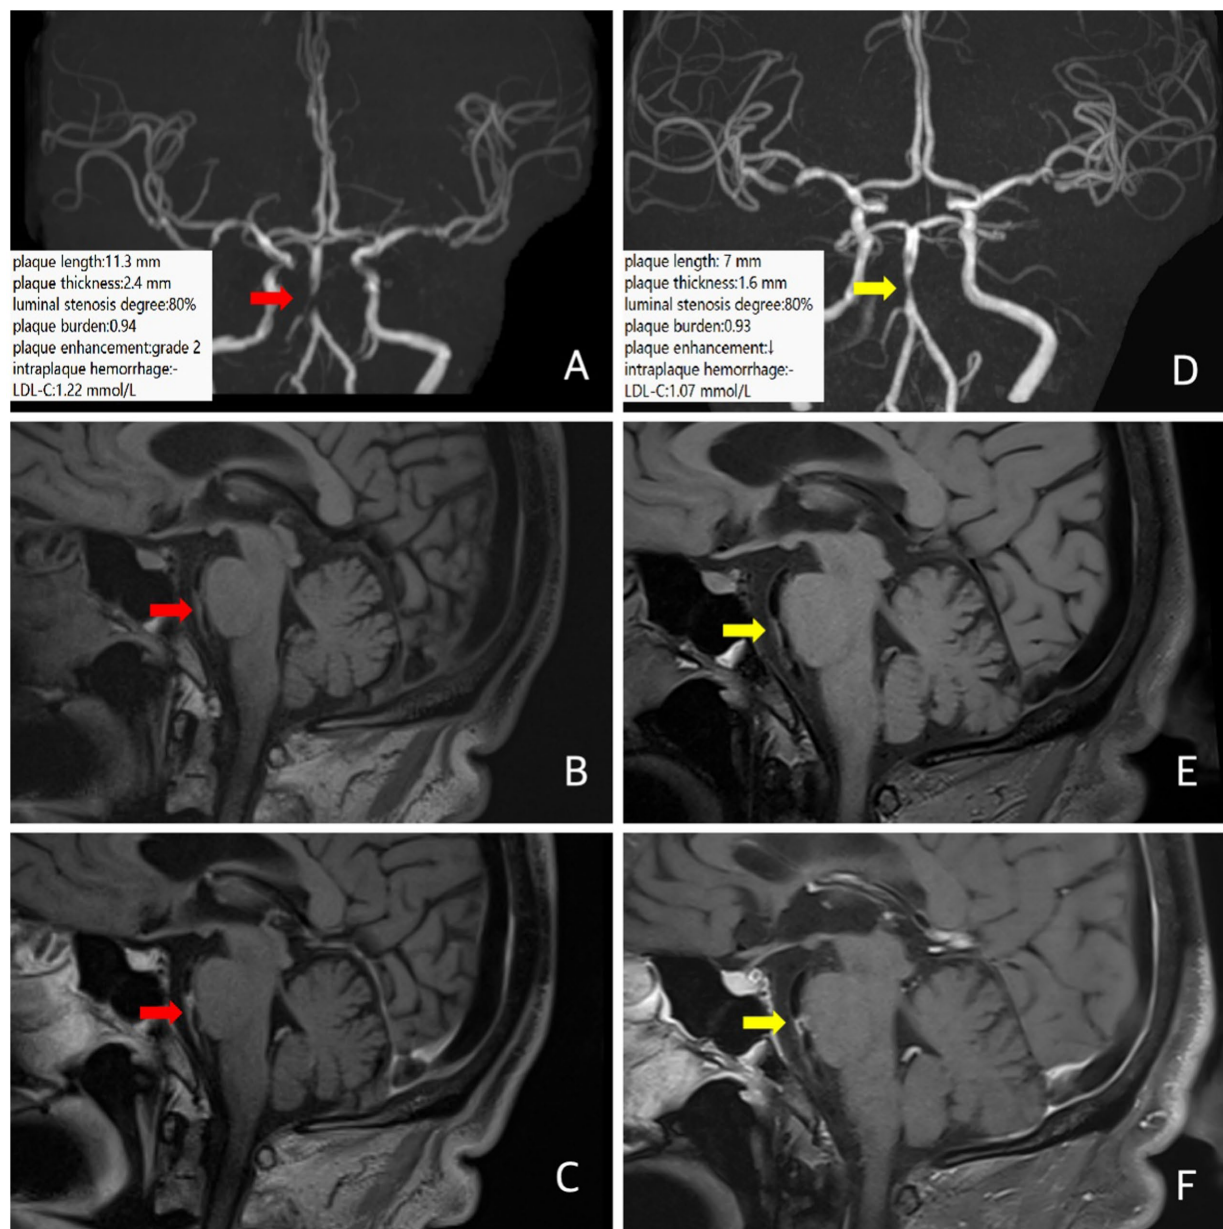 plaque length:11.3 mm
plaque thickness:2.4 mm
luminal stenosis degree:80%
plaque burden:0.94
plaque enhancement:grade 2
intraplaque hemorrhage:-
LDL-C:1.22 mmol/L
A
plaque length: 7 mm
plaque thickness:1.6 mm
luminal stenosis degree:80%
plaque burden:0.93
plaque enhancement:↓
intraplaque hemorrhage:-
LDL-C:1.07 mmol/L
D
B
E
C
F